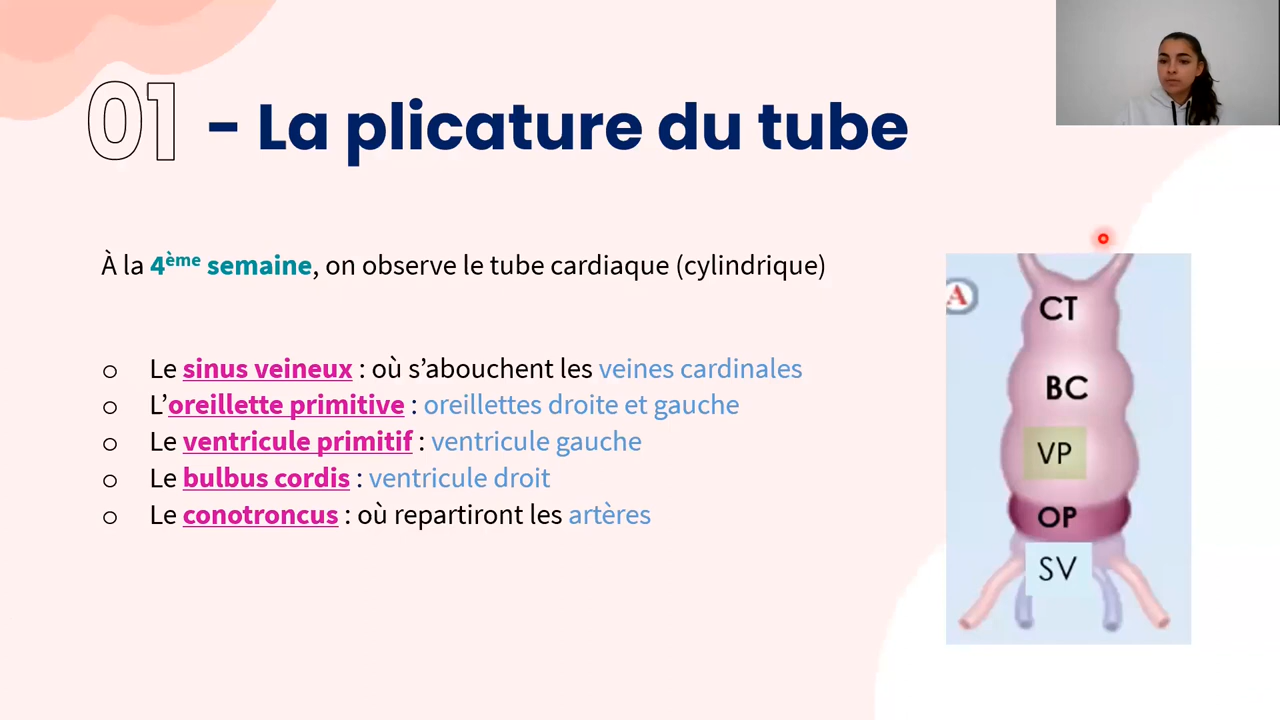 01 - La plicature du tube
À la 4ème semaine, on observe le tube cardiaque (cylindrique)
o Le sinus veineux : où s’abouchent les veines cardinales
o L’oreillette primitive : oreillettes droite et gauche
o Le ventricule primitif : ventricule gauche
o Le bulbus cordis : ventricule droit
o Le conotroncus : où repartiront les artères
A
CT
BC
VP
OP
SV